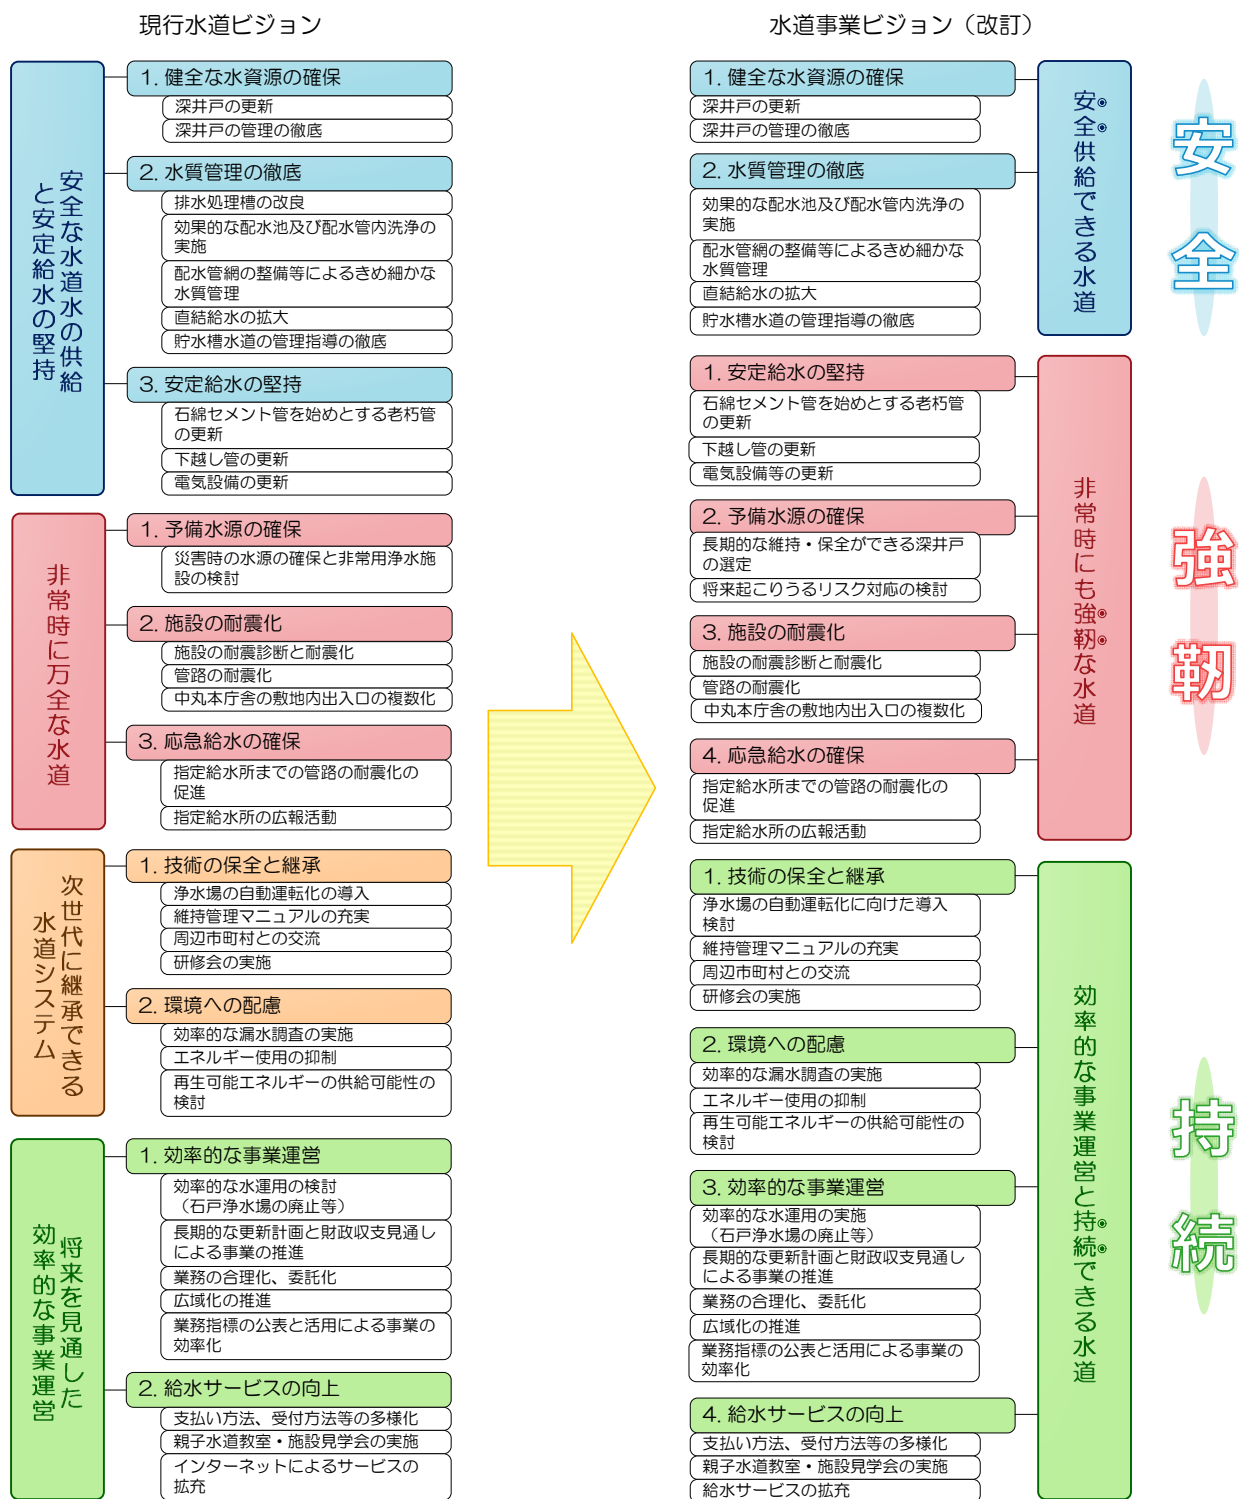 現行水道ビジョン
安全な水道水の供給
と安定給水の堅持
1. 健全な水資源の確保
深井戸の更新
深井戸の管理の徹底
2. 水質管理の徹底
排水処理槽の改良
効果的な配水池及び配水管内洗浄の
実施
配水管網の整備等によるきめ細かな
水質管理
直結給水の拡大
貯水槽水道の管理指導の徹底
3. 安定給水の堅持
石綿セメント管を始めとする老朽管
の更新
下越し管の更新
電気設備の更新
非常時に万全な水道
1. 予備水源の確保
災害時の水源の確保と非常用浄水施
設の検討
2. 施設の耐震化
施設の耐震診断と耐震化
管路の耐震化
中丸本庁舎の敷地内出入口の複数化
3. 応急給水の確保
指定給水所までの管路の耐震化の
促進
指定給水所の広報活動
次世代に継承できる
水道システム
1. 技術の保全と継承
浄水場の自動運転化の導入
維持管理マニュアルの充実
周辺市町村との交流
研修会の実施
2. 環境への配慮
効率的な漏水調査の実施
エネルギー使用の抑制
再生可能エネルギーの供給可能性の
検討
将来を見通した
効率的な事業運営
1. 効率的な事業運営
効率的な水運用の検討
（石戸浄水場の廃止等）
長期的な更新計画と財政収支見通し
による事業の推進
業務の合理化、委託化
広域化の推進
業務指標の公表と活用による事業の
効率化
2. 給水サービスの向上
支払い方法、受付方法等の多様化
親子水道教室・施設見学会の実施
インターネットによるサービスの
拡充
水道事業ビジョン（改訂）
1. 健全な水資源の確保
深井戸の更新
深井戸の管理の徹底
2. 水質管理の徹底
効果的な配水池及び配水管内洗浄の
実施
配水管網の整備等によるきめ細かな
水質管理
直結給水の拡大
貯水槽水道の管理指導の徹底
安全供給できる水道
安全
1. 安定給水の堅持
石綿セメント管を始めとする老朽管
の更新
下越し管の更新
電気設備等の更新
2. 予備水源の確保
長期的な維持・保全ができる深井戸
の選定
将来起こりうるリスク対応の検討
3. 施設の耐震化
施設の耐震診断と耐震化
管路の耐震化
中丸本庁舎の敷地内出入口の複数化
4. 応急給水の確保
指定給水所までの管路の耐震化の
促進
指定給水所の広報活動
非常時にも強靭な水道
強靭
1. 技術の保全と継承
浄水場の自動運転化に向けた導入
検討
維持管理マニュアルの充実
周辺市町村との交流
研修会の実施
2. 環境への配慮
効率的な漏水調査の実施
エネルギー使用の抑制
再生可能エネルギーの供給可能性の
検討
3. 効率的な事業運営
効率的な水運用の実施
（石戸浄水場の廃止等）
長期的な更新計画と財政収支見通し
による事業の推進
業務の合理化、委託化
広域化の推進
業務指標の公表と活用による事業の
効率化
4. 給水サービスの向上
支払い方法、受付方法等の多様化
親子水道教室・施設見学会の実施
給水サービスの拡充
効率的な事業運営と持続できる水道
持続